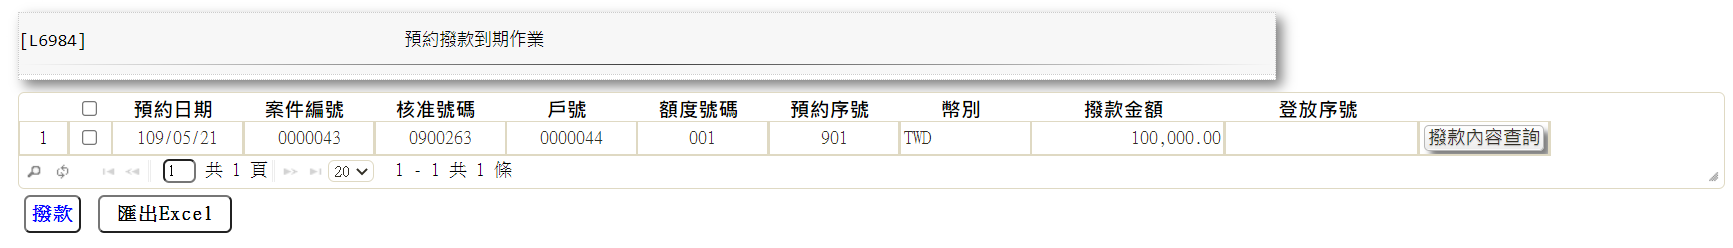 [L6984] 預約撥款到期作業
預約日期 案件編號 核准號碼 戶號 額度號碼 預約序號 幣別 撥款金額 登放序號
1 109/05/21 0000043 0900263 0000044 001 901 TWD 100,000.00 撥款內容查詢
1 共 1 頁 20 1 - 1 共 1 條
撥款 匯出Excel